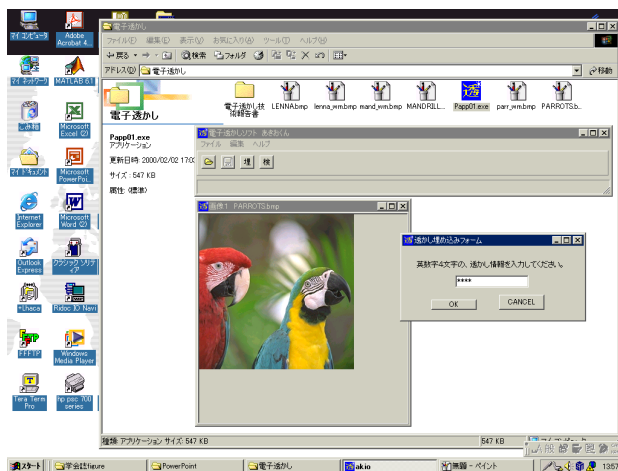 マイ コンピュータ
Adobe
Acrobat 4...
マイ ネットワーク
MATLAB 6.1
ごみ箱
Microsoft
Excel (2)
マイ ドキュメント
Microsoft
PowerPoi...
Internet
Explorer
Microsoft
Word (2)
Outlook
Express
+Lhaca
Ridoc IO Navi
FFFTP
Windows
Media Player
Tera Term
Pro
hp psc 700
series
電子透かし
ファイル(F) 編集(E) 表示(V) お気に入り(A) ツール(T) ヘルプ(H)
戻る 検索 フォルダ
アドレス(D) 電子透かし 移動
電子透かし
Papp01.exe
アプリケーション
更新日時: 2000/02/02 17:0
サイズ: 547 KB
属性: (標準)
電子透かし技
術報告書
LENNA.bmp
lenna_wm.bmp
mand_wm.bmp
MANDRILL...
Papp01.exe
parr_wm.bmp
PARROTS.b...
電子透かしソフト あきおくん
ファイル 編集 ヘルプ
埋 検
画像1 PARROTS.bmp
透かし埋め込みフォーム
英数字4文字の、透かし情報を入力してください。
****
OK
CANCEL
種類: アプリケーション サイズ: 547 KB
547 KB
スタート
学会誌figure
PowerPoint
電子透かし
akio
無題 - ペイント
13:57